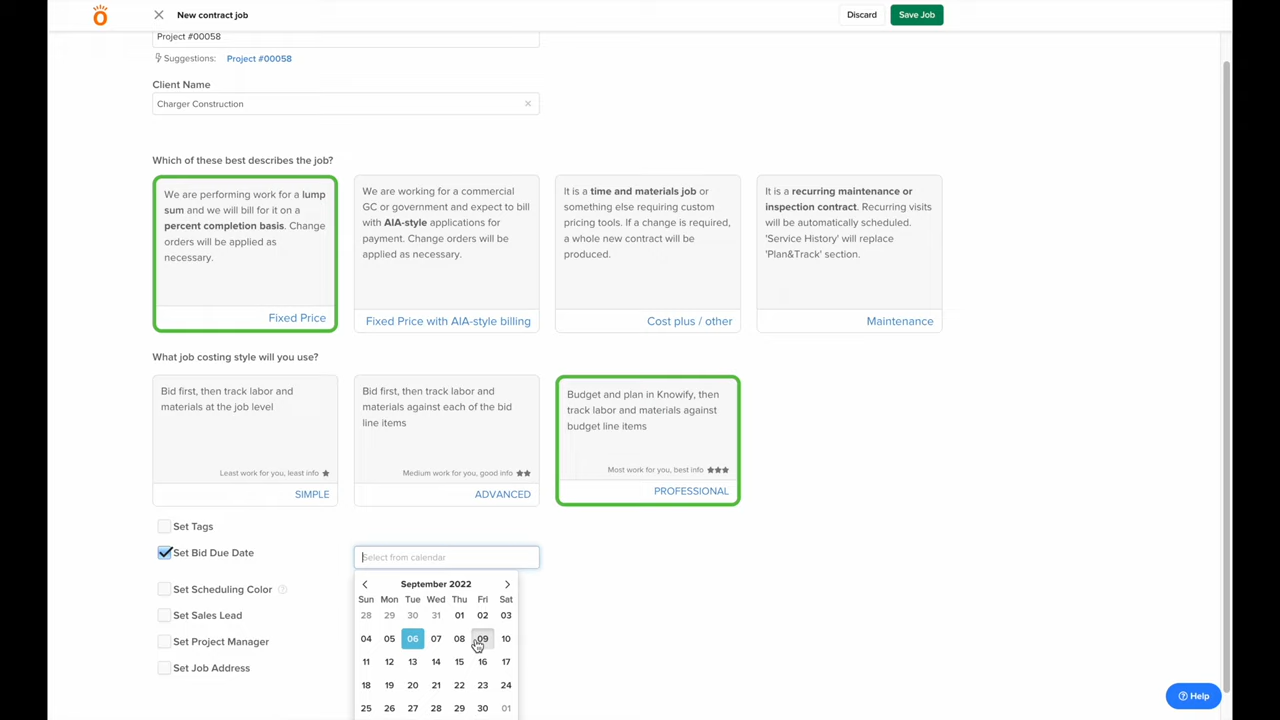 New contract job
Discard
Save Job
Project #00058
Suggestions: Project #00058
Client Name
Charger Construction
Which of these best describes the job?
We are performing work for a lump
sum and we will bill for it on a
percent completion basis. Change
orders will be applied as
necessary.
Fixed Price
We are working for a commercial
GC or government and expect to bill
with AIA-style applications for
payment. Change orders will be
applied as necessary.
Fixed Price with AIA-style billing
It is a time and materials job or
something else requiring custom
pricing tools. If a change is required,
a whole new contract will be
produced.
Cost plus / other
It is a recurring maintenance or
inspection contract. Recurring visits
will be automatically scheduled.
'Service History' will replace
'Plan&Track' section.
Maintenance
What job costing style will you use?
Bid first, then track labor and
materials at the job level
Least work for you, least info
SIMPLE
Bid first, then track labor and
materials against each of the bid
line items
Medium work for you, good info
ADVANCED
Budget and plan in Knowify, then
track labor and materials against
budget line items
Most work for you, best info
PROFESSIONAL
Set Tags
Set Bid Due Date
Select from calendar
Set Scheduling Color ?
Set Sales Lead
Set Project Manager
Set Job Address
September 2022
Sun Mon Tue Wed Thu Fri Sat
28 29 30 31 01 02 03
04 05 06 07 08 09 10
11 12 13 14 15 16 17
18 19 20 21 22 23 24
25 26 27 28 29 30 01
Help